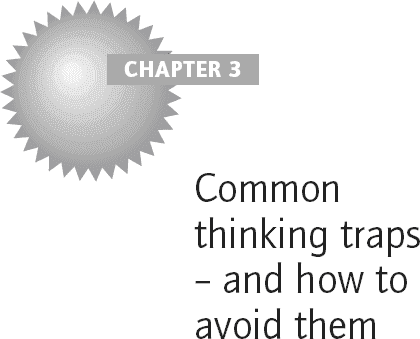 CHAPTER 3
Common
thinking traps
– and how to
avoid them